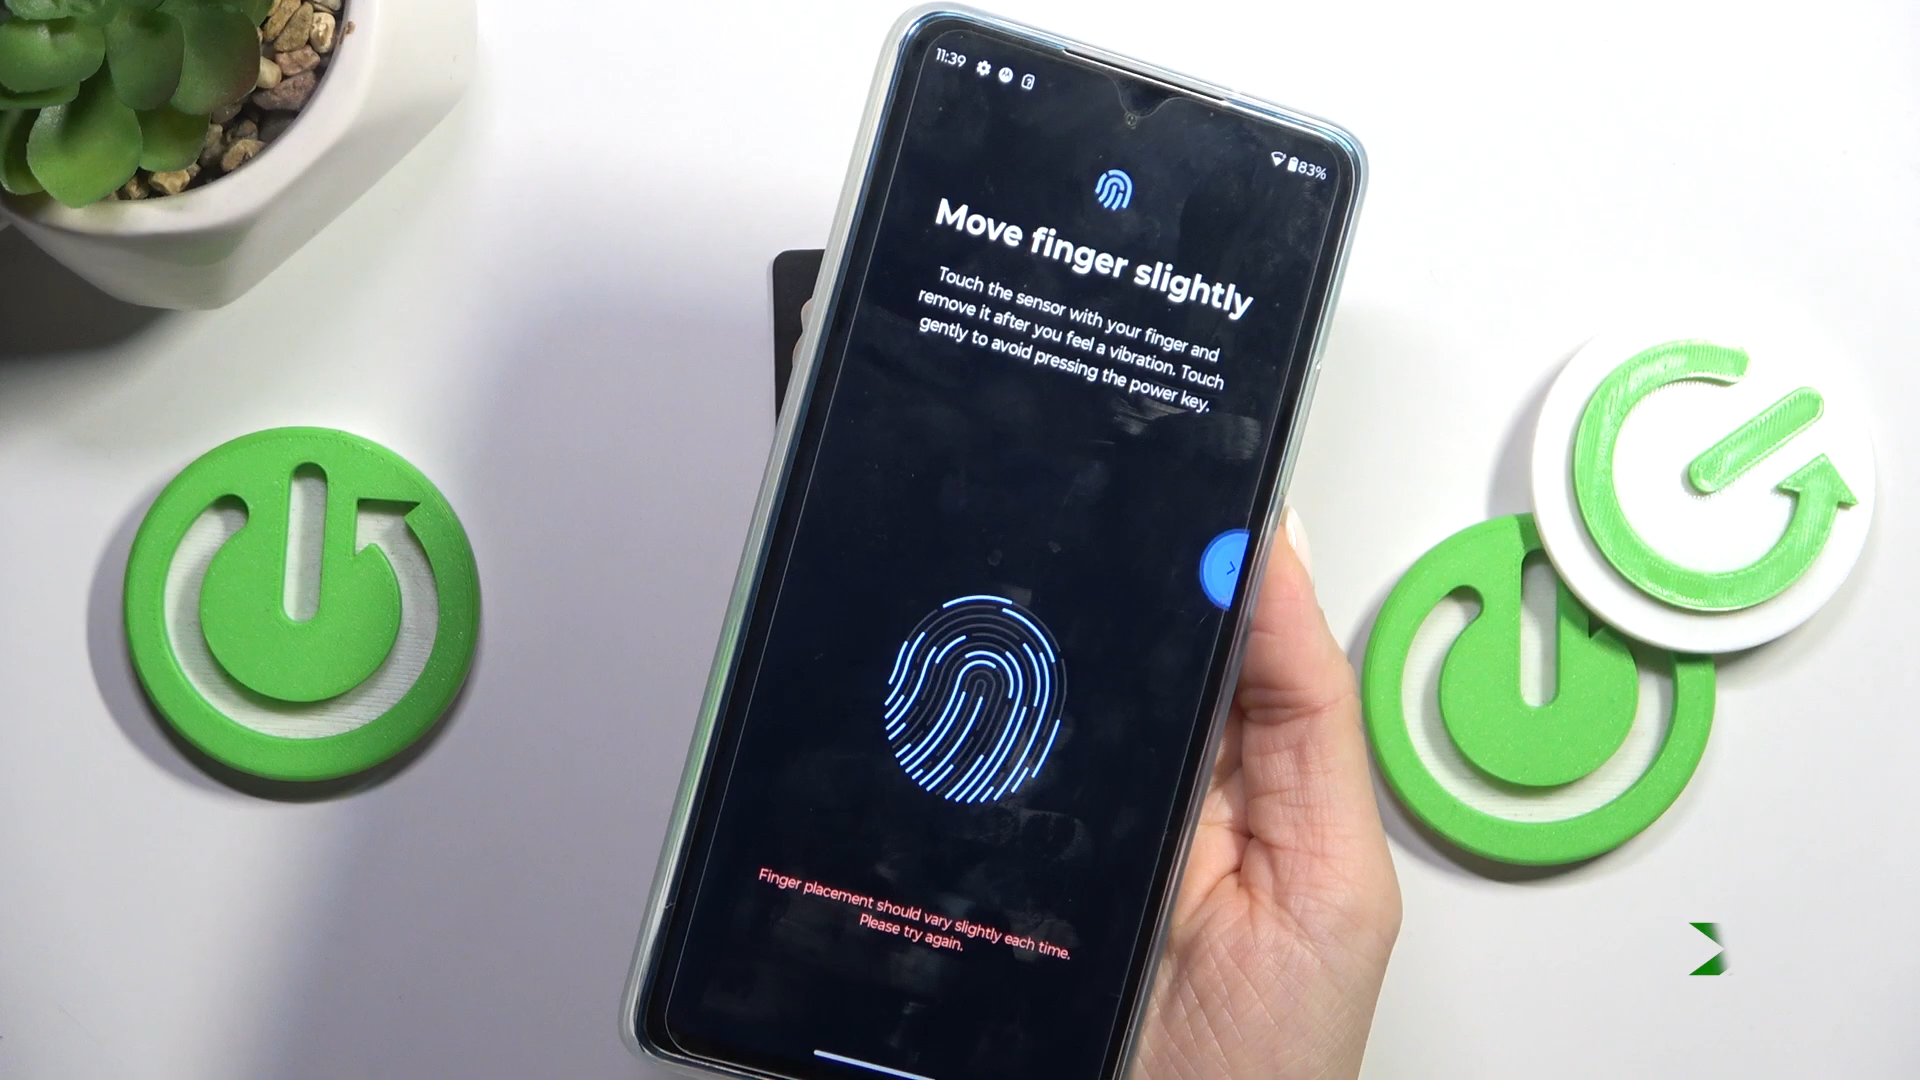 11:39
83%
Move finger slightly
Touch the sensor with your finger and
remove it after you feel a vibration. Touch
gently to avoid pressing the power key.
Finger placement should vary slightly each time.
Please try again.